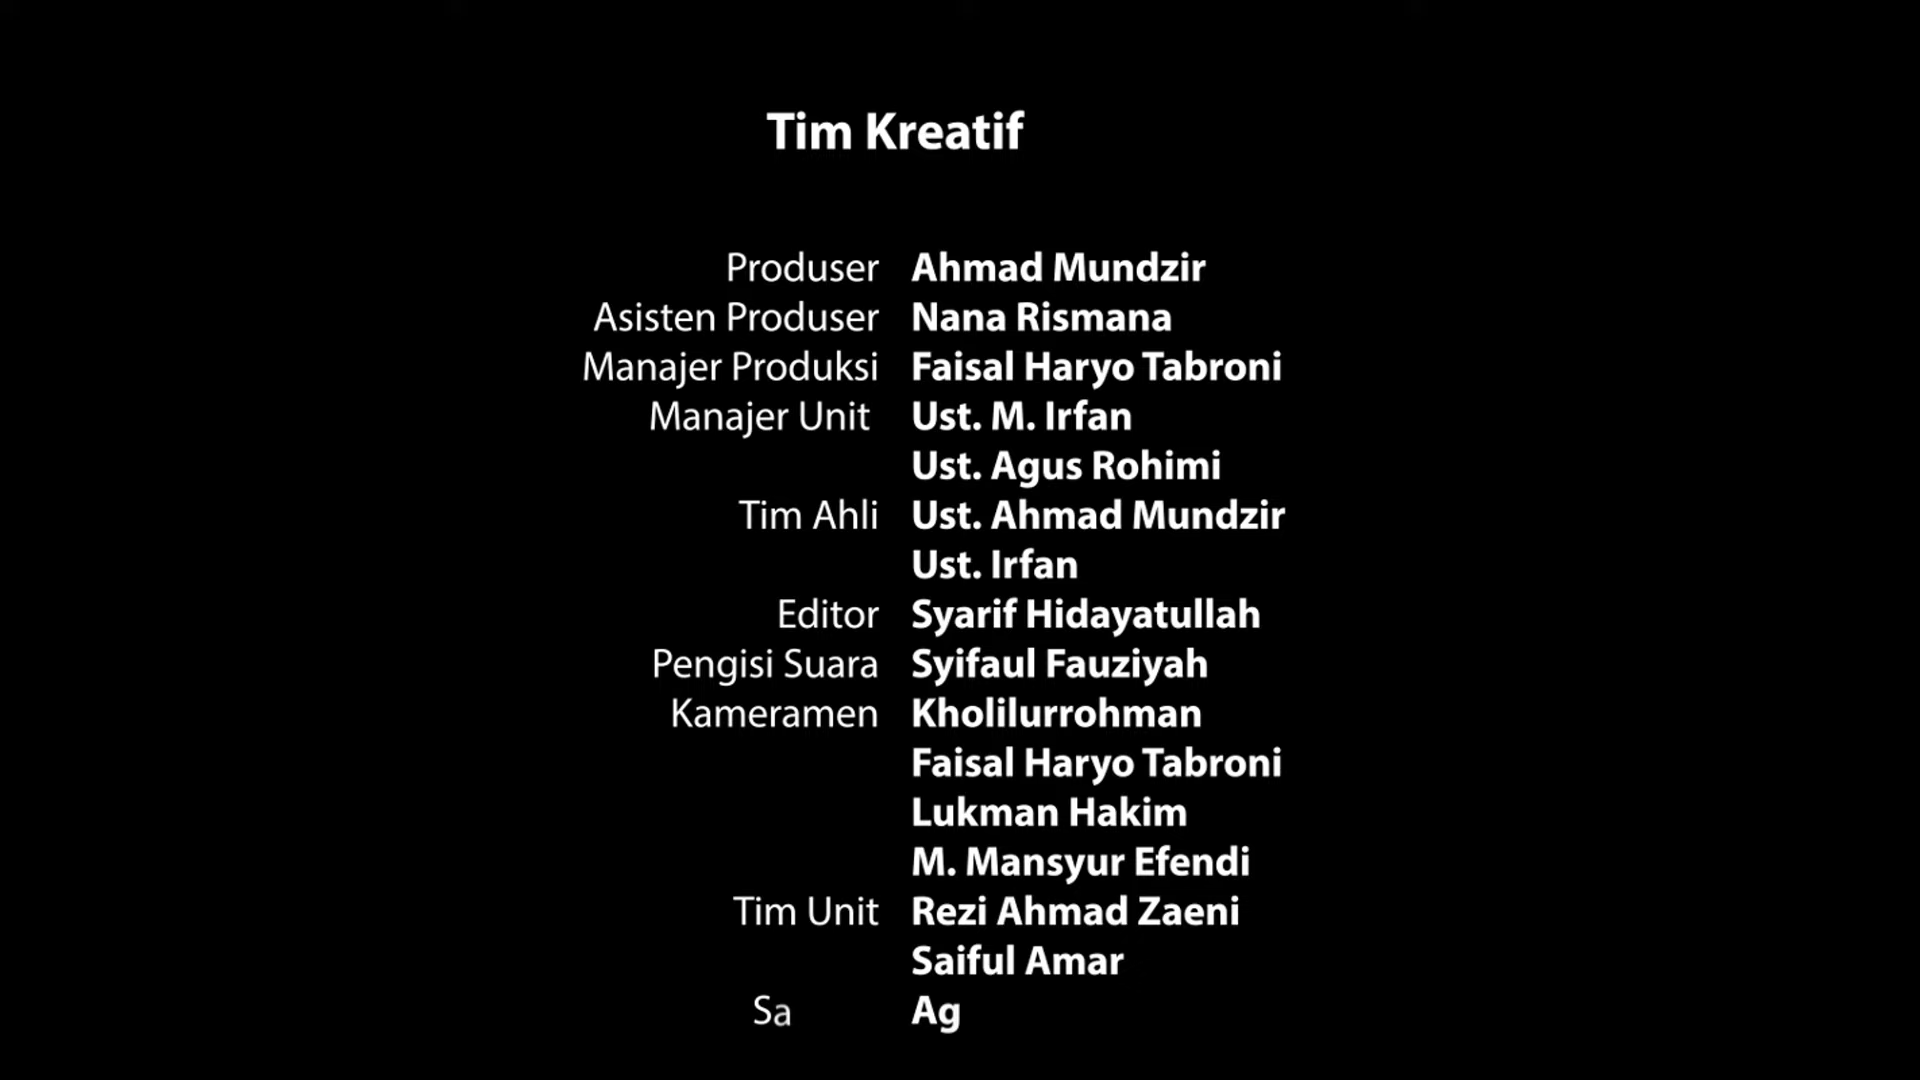 Tim Kreatif
Produser Ahmad Mundzir
Asisten Produser Nana Rismana
Manajer Produksi Faisal Haryo Tabroni
Manajer Unit Ust. M. Irfan
Ust. Agus Rohimi
Tim Ahli Ust. Ahmad Mundzir
Ust. Irfan
Editor Syarif Hidayatullah
Pengisi Suara Syifaul Fauziyah
Kameramen Kholilurrohman
Faisal Haryo Tabroni
Lukman Hakim
M. Mansyur Efendi
Tim Unit Rezi Ahmad Zaeni
Saiful Amar
Sa Ag